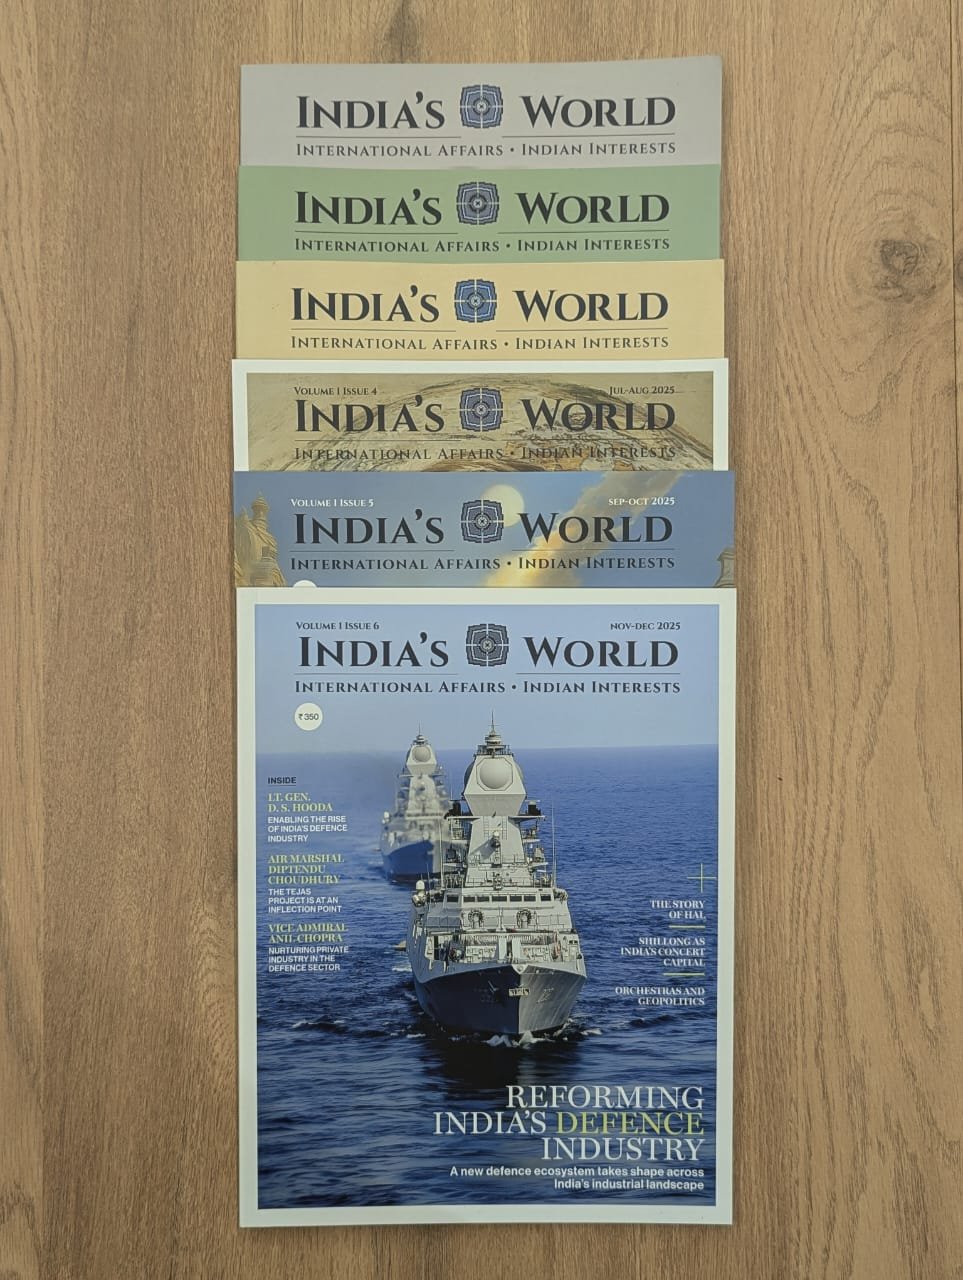 INDIA'S WORLD
INTERNATIONAL AFFAIRS • INDIAN INTERESTS
INDIA'S WORLD
INTERNATIONAL AFFAIRS • INDIAN INTERESTS
INDIA'S WORLD
INTERNATIONAL AFFAIRS • INDIAN INTERESTS
VOLUME 1 ISSUE 4
JUL-AUG 2025
INDIA'S WORLD
INTERNATIONAL AFFAIRS • INDIAN INTERESTS
VOLUME 1 ISSUE 5
SEP-OCT 2025
INDIA'S WORLD
INTERNATIONAL AFFAIRS • INDIAN INTERESTS
VOLUME 1 ISSUE 6
NOV-DEC 2025
INDIA'S WORLD
INTERNATIONAL AFFAIRS • INDIAN INTERESTS
₹350
INSIDE
LT. GEN.
D. S. HOODA
ENABLING THE RISE
OF INDIA'S DEFENCE
INDUSTRY
AIR MARSHAL
DIPTENDU
CHOUDHURY
THE TEJAS
PROJECT IS AT AN
INFLECTION POINT
VICE ADMIRAL
ANIL CHOPRA
NURTURING PRIVATE
INDUSTRY IN THE
DEFENCE SECTOR
THE STORY
OF HAL
SHILLONG AS
INDIA'S CONCERT
CAPITAL
ORCHESTRAS AND
GEOPOLITICS
REFORMING
INDIA'S DEFENCE
INDUSTRY
A new defence ecosystem takes shape across
India's industrial landscape